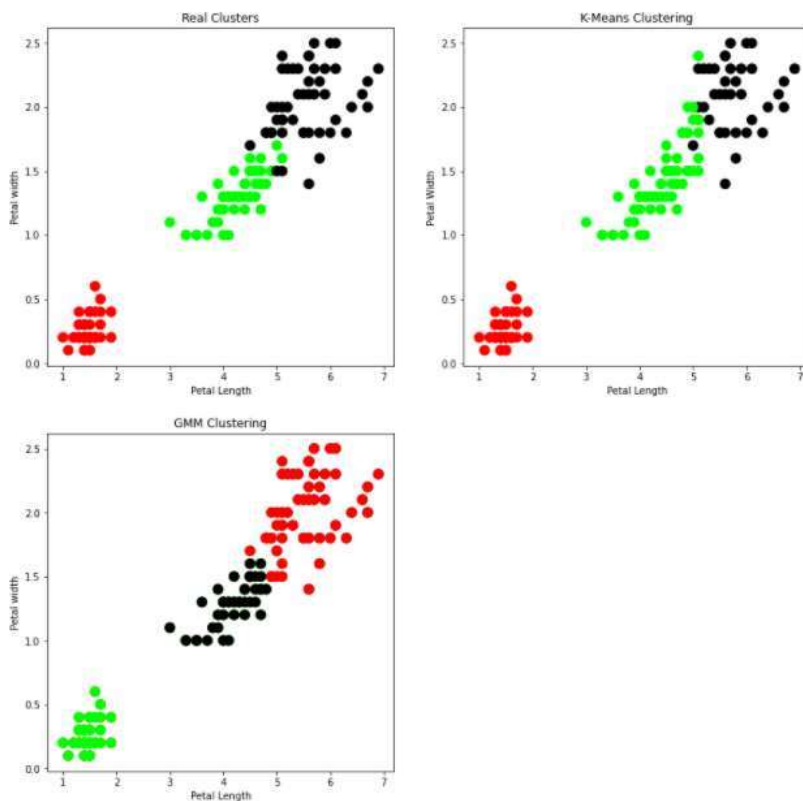 Real Clusters
2.5
2.0
1.5
1.0
0.5
0.0
Petal width
1 2 3 4 5 6 7
Petal Length
K-Means Clustering
2.5
2.0
1.5
1.0
0.5
0.0
Petal Width
1 2 3 4 5 6 7
Petal Length
GMM Clustering
2.5
2.0
1.5
1.0
0.5
0.0
Petal width
1 2 3 4 5 6 7
Petal Length